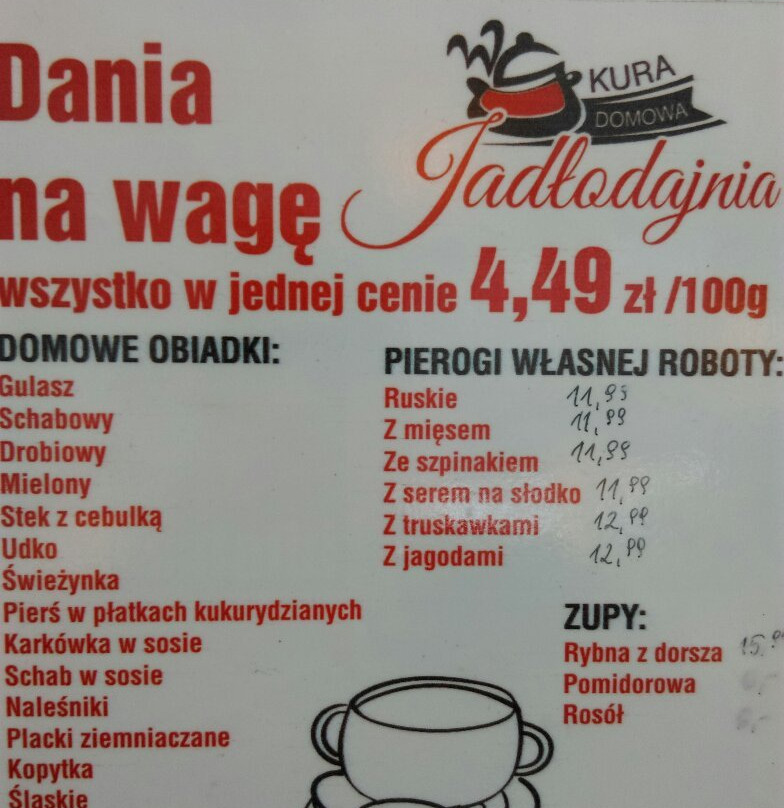 Dania
na wagę
KURA
DOMOWA
Jadłodajnia
wszystko w jednej cenie 4,49 zł /100g
DOMOWE OBIADKI:
Gulasz
Schabowy
Drobiowy
Mielony
Stek z cebulką
Udko
Świeżynka
Pierś w płatkach kukurydzianych
Karkówka w sosie
Schab w sosie
Naleśniki
Placki ziemniaczane
Kopytka
Śląskie
PIEROGI WŁASNEJ ROBOTY:
Ruskie 11,99
Z mięsem 11,99
Ze szpinakiem 11,99
Z serem na słodko 11,99
Z truskawkami 12,99
Z jagodami 12,99
ZUPY:
Rybna z dorsza
Pomidorowa
Rosół